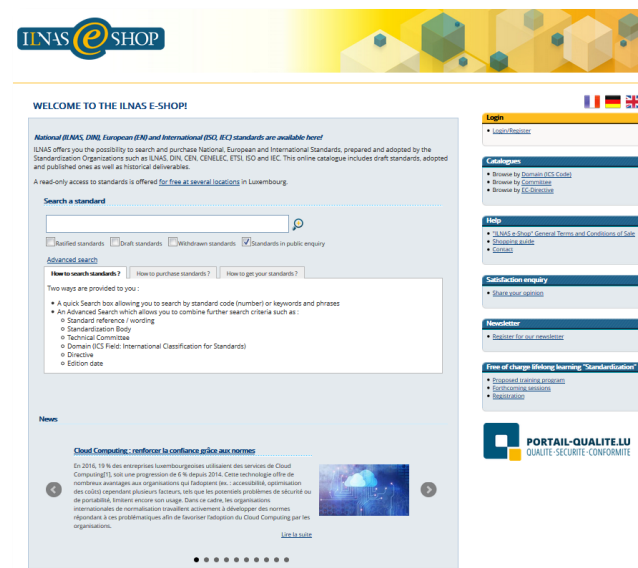 ILNAS e SHOP
WELCOME TO THE ILNAS E-SHOP!
National (ILNAS, DIN), European (EN) and International (ISO, IEC) standards are available here!
ILNAS offers you the possibility to search and purchase National, European and International Standards, prepared and adopted by the
Standardization Organizations such as ILNAS, DIN, CEN, CENELEC, ETSI, ISO and IEC. This online catalogue includes draft standards, adopted
and published ones as well as historical deliverables.
A read-only access to standards is offered for free at several locations in Luxembourg.
Search a standard
Ratified standards Draft standards Withdrawn standards Standards in public enquiry
Advanced search
How to search standards ? How to purchase standards ? How to get your standards ?
Two ways are provided to you :
A quick Search box allowing you to search by standard code (number) or keywords and phrases
An Advanced Search which allows you to combine further search criteria such as :
Standard reference / wording
Standardization Body
Technical Committee
Domain (ICS Field: International Classification for Standards)
Directive
Edition date
News
Cloud Computing : renforcer la confiance grâce aux normes
En 2016, 19 % des entreprises luxembourgeoises utilisaient des services de Cloud
Computing[1], soit une progression de 6 % depuis 2014. Cette technologie offre de
nombreux avantages aux organisations qui l'adoptent (ex. : accessibilité, optimisation
des coûts) cependant plusieurs facteurs, tels que les potentiels problèmes de sécurité ou
de portabilité, limitent encore son usage. Dans ce cadre, les organisations
internationales de normalisation travaillent activement à développer des normes
répondant à ces problématiques afin de favoriser l'adoption du Cloud Computing par les
organisations.
Lire la suite
Login
Login/Register
Catalogues
Browse by Domain (ICS Code)
Browse by Committee
Browse by EC-Directive
Help
"ILNAS e-Shop" General Terms and Conditions of Sale
Shopping guide
Contact
Satisfaction enquiry
Share your opinion
Newsletter
Register for our newsletter
Free of charge lifelong learning "Standardization"
Proposed training program
Forthcoming sessions
Registration
PORTAIL-QUALITE.LU
QUALITE·SECURITE·CONFORMITE